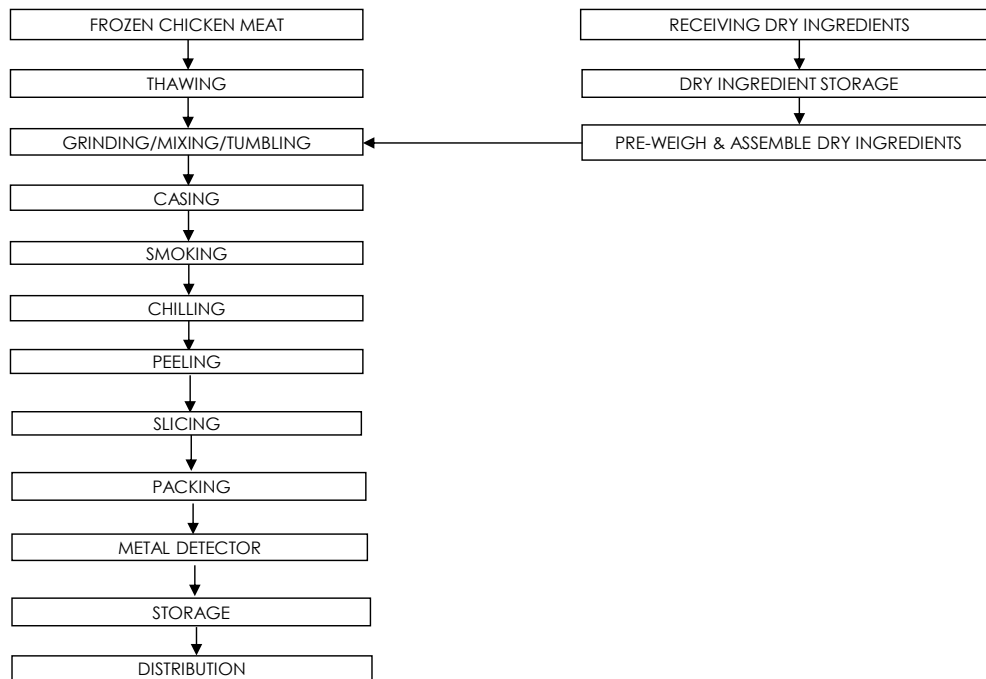 FROZEN CHICKEN MEAT
RECEIVING DRY INGREDIENTS
THAWING
DRY INGREDIENT STORAGE
GRINDING/MIXING/TUMBLING
PRE-WEIGH & ASSEMBLE DRY INGREDIENTS
CASING
SMOKING
CHILLING
PEELING
SLICING
PACKING
METAL DETECTOR
STORAGE
DISTRIBUTION